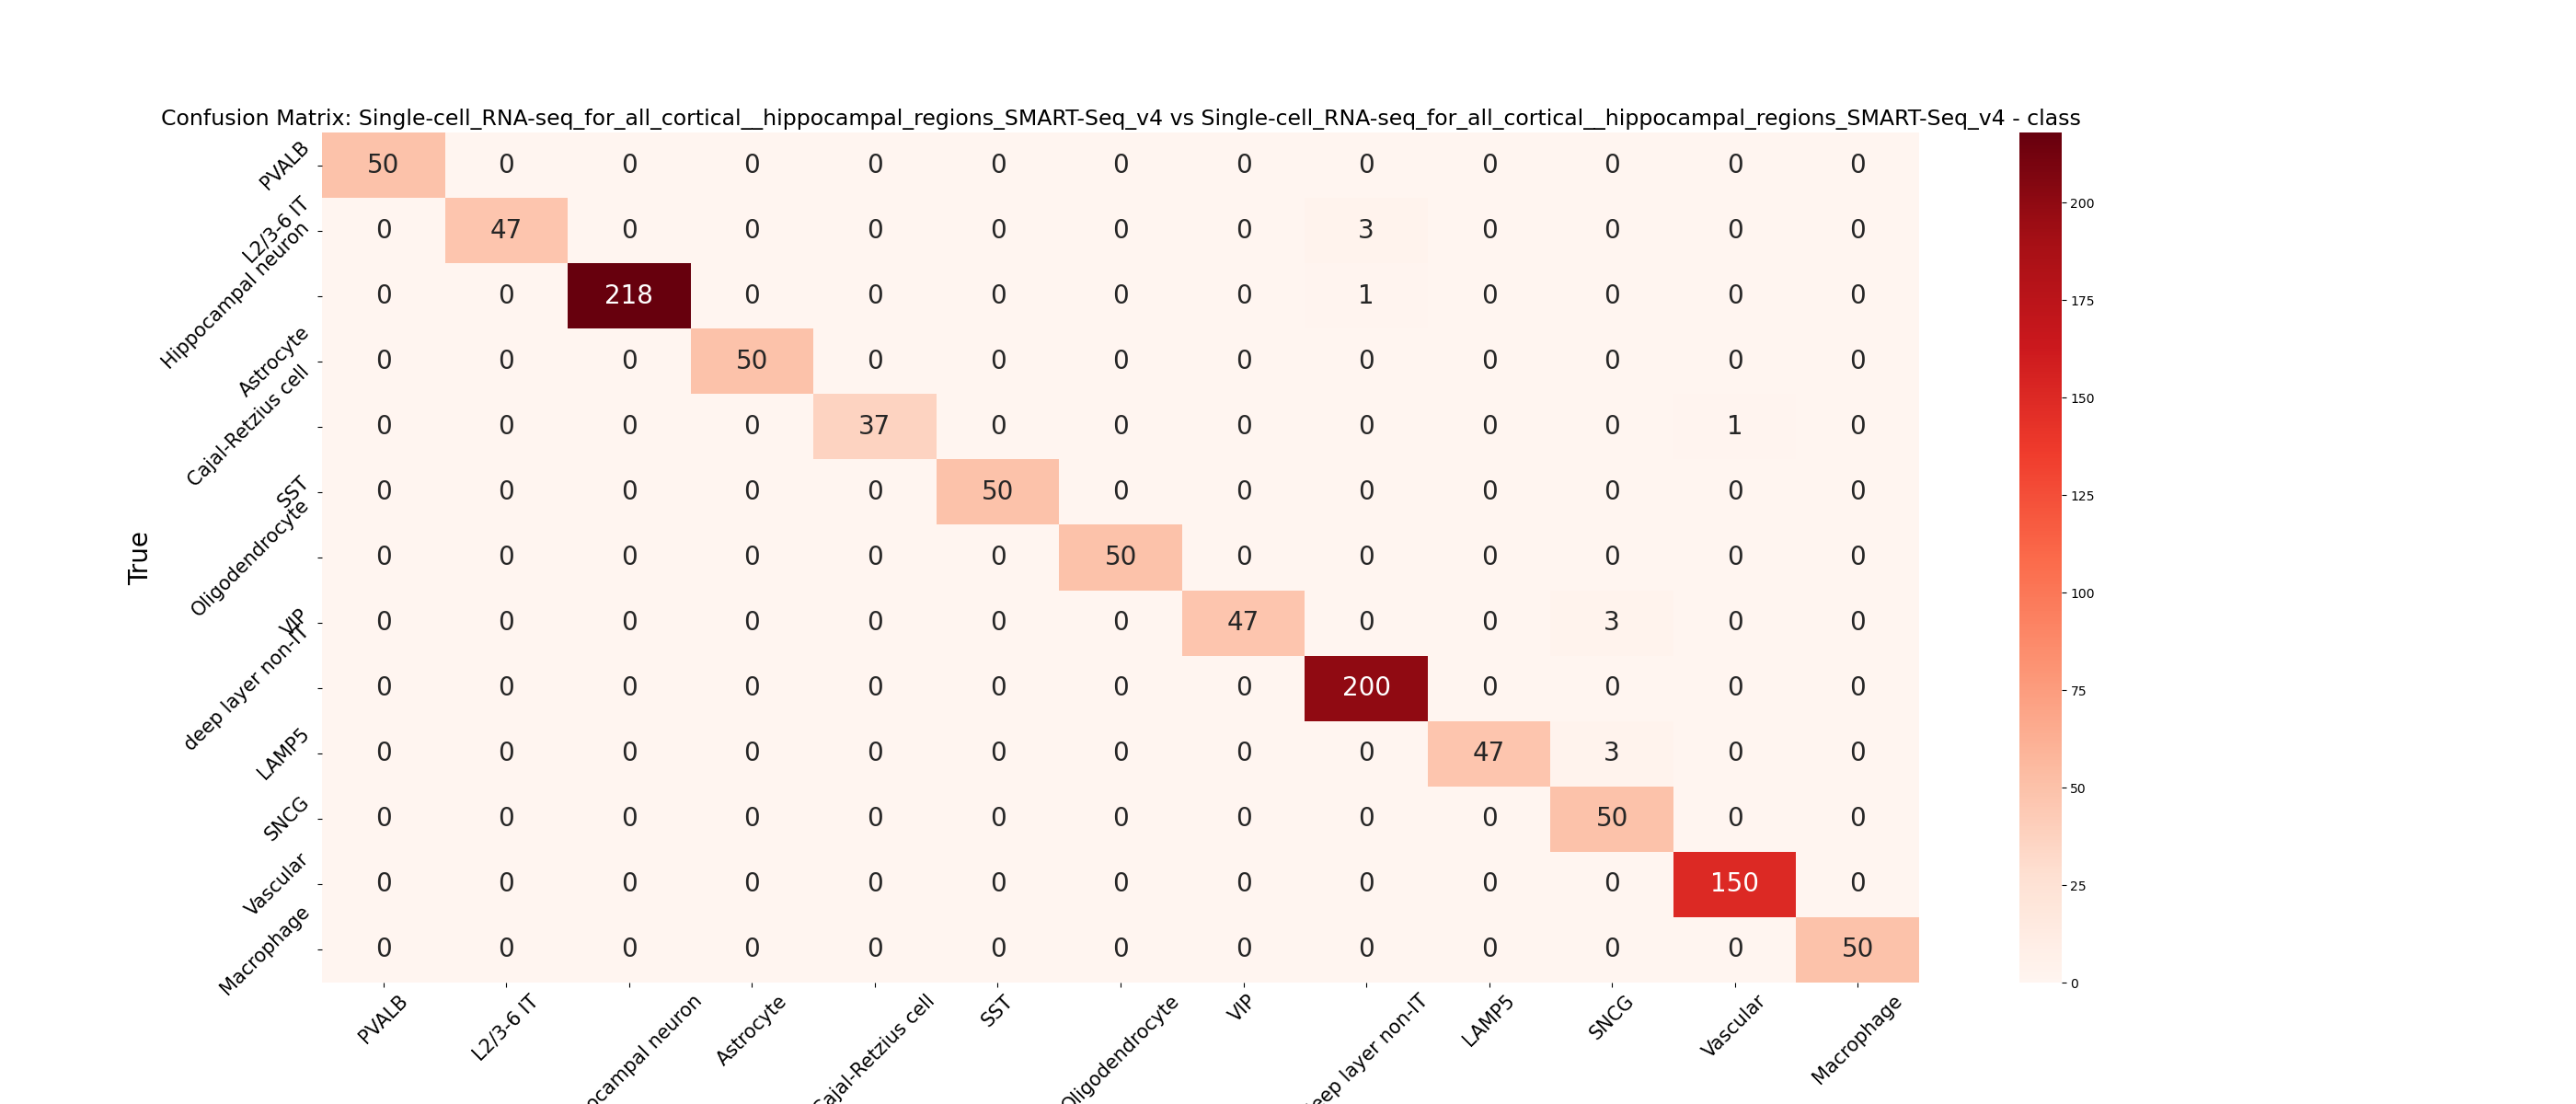 Confusion Matrix: Single-cell_RNA-seq_for_all_cortical__hippocampal_regions_SMART-Seq_v4 vs Single-cell_RNA-seq_for_all_cortical__hippocampal_regions_SMART-Seq_v4 - class
True
PVALB 50 0 0 0 0 0 0 0 0 0 0 0 0
L2/3-6 IT 0 47 0 0 0 0 0 0 3 0 0 0 0
Hippocampal neuron 0 0 218 0 0 0 0 0 1 0 0 0 0
Astrocyte 0 0 0 50 0 0 0 0 0 0 0 0 0
Cajal-Retzius cell 0 0 0 0 37 0 0 0 0 0 0 1 0
SST 0 0 0 0 0 50 0 0 0 0 0 0 0
Oligodendrocyte 0 0 0 0 0 0 50 0 0 0 0 0 0
VIP 0 0 0 0 0 0 0 47 0 0 3 0 0
deep layer non-IT 0 0 0 0 0 0 0 0 200 0 0 0 0
LAMP5 0 0 0 0 0 0 0 0 0 47 3 0 0
SNCG 0 0 0 0 0 0 0 0 0 0 50 0 0
Vascular 0 0 0 0 0 0 0 0 0 0 0 150 0
Macrophage 0 0 0 0 0 0 0 0 0 0 0 0 50
PVALB
L2/3-6 IT
ocampal neuron
Astrocyte
Cajal-Retzius cell
SST
Oligodendrocyte
VIP
eep layer non-IT
LAMP5
SNCG
Vascular
Macrophage
200
175
150
125
100
75
50
25
0